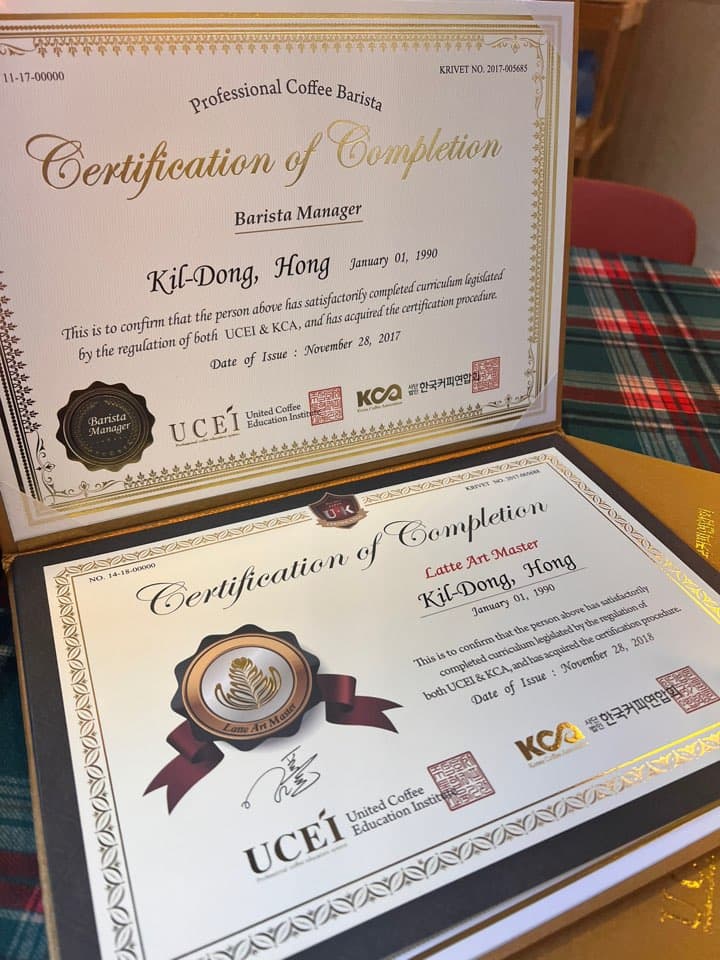 11-17-00000
KRIVET NO. 2017-005685
Professional Coffee Barista
Certification of Completion
Barista Manager
Kil-Dong, Hong January 01, 1990
This is to confirm that the person above has satisfactorily completed curriculum legislated
by the regulation of both UCEI & KCA, and has acquired the certification procedure.
Date of Issue : November 28, 2017
Barista
Manager
UCEI
United Coffee
Education Institute
KCA
Korea Coffee Association
사단
법인 한국커피연합회
NO. 14-18-00000
KRIVET NO. 2017-005688
Certification of Completion
Latte Art Master
Kil-Dong, Hong
January 01, 1990
This is to confirm that the person above has satisfactorily
completed curriculum legislated by the regulation of
both UCEI & KCA, and has acquired the certification procedure.
Date of Issue : November 28, 2018
Latte Art Master
UCEI
United Coffee
Education Institute
KCA
Korea Coffee Association
사단
법인 한국커피연합회